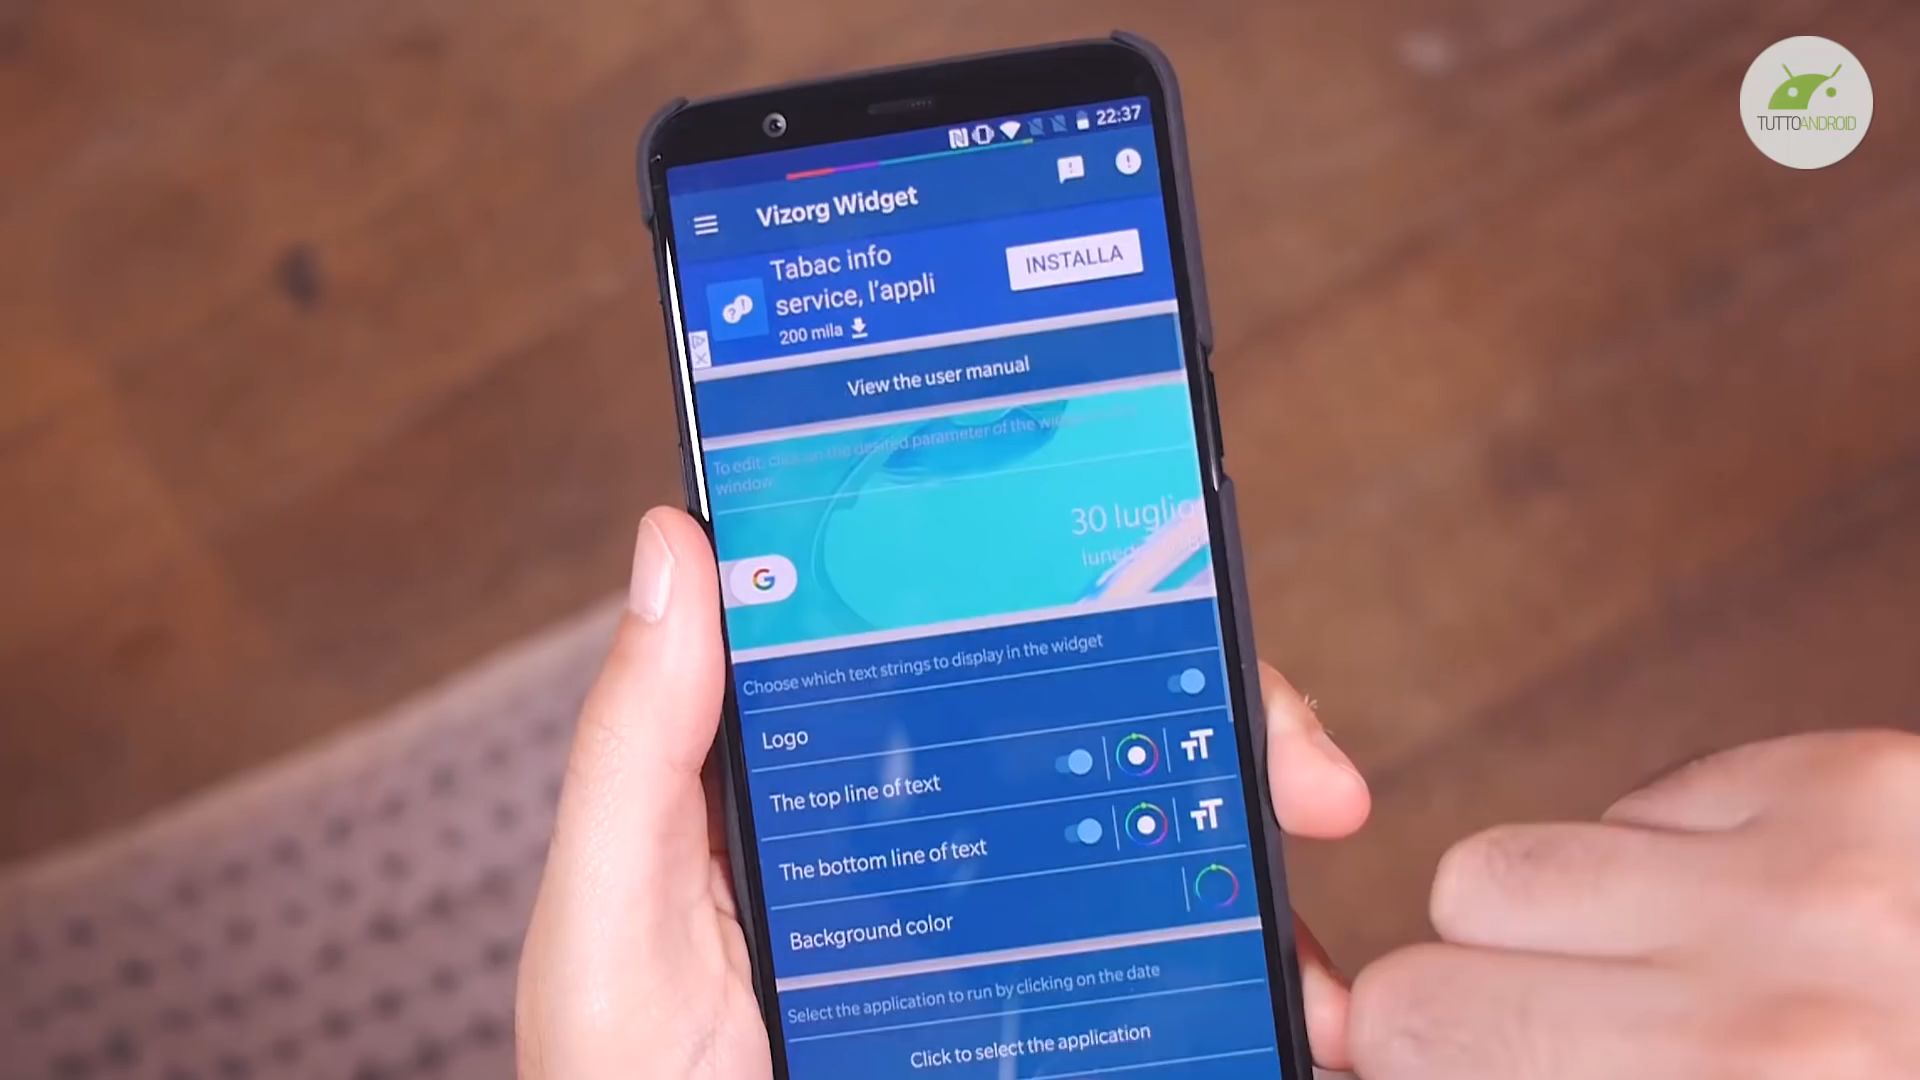 TUTTOANDROID
22:37
Vizorg Widget
Tabac info
service, l'appli
200 mila
INSTALLA
View the user manual
To edit, click on the desired parameter of the
window
30 luglio
G
Choose which text strings to display in the widget
Logo
The top line of text
TT
The bottom line of text
TT
Background color
Select the application to run by clicking on the date
Click to select the application